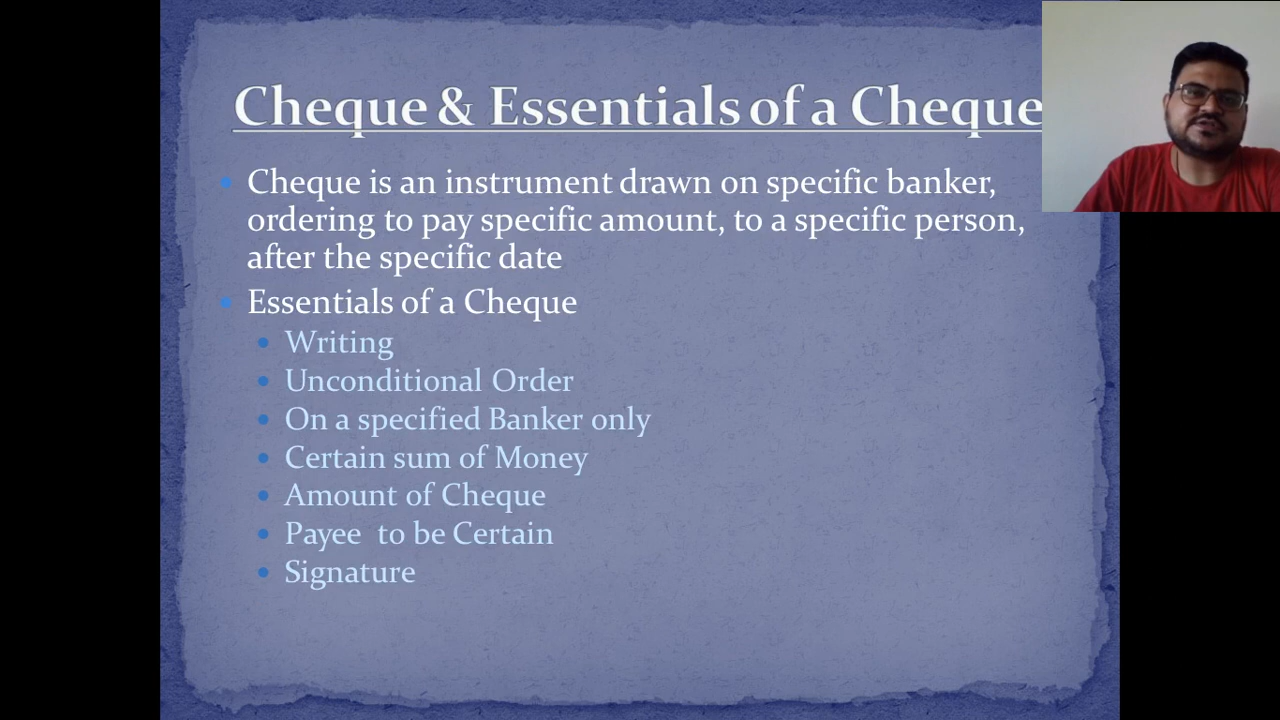 Cheque & Essentials of a Cheque
Cheque is an instrument drawn on specific banker,
ordering to pay specific amount, to a specific person,
after the specific date
Essentials of a Cheque
Writing
Unconditional Order
On a specified Banker only
Certain sum of Money
Amount of Cheque
Payee to be Certain
Signature